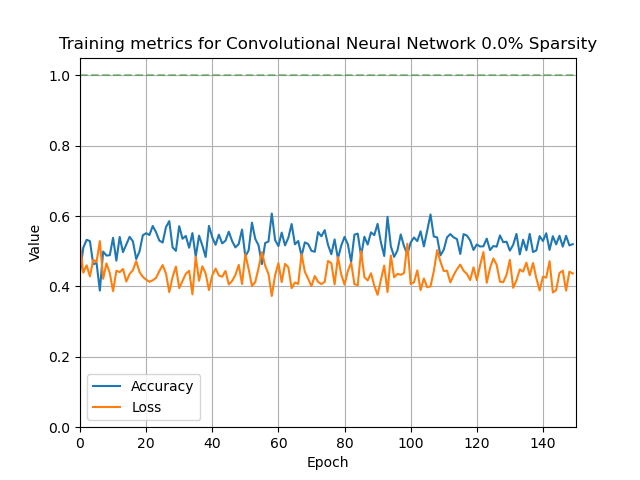 Training metrics for Convolutional Neural Network 0.0% Sparsity
1.0
0.8
0.6
0.4
0.2
0.0
Value
Accuracy
Loss
0 20 40 60 80 100 120 140
Epoch